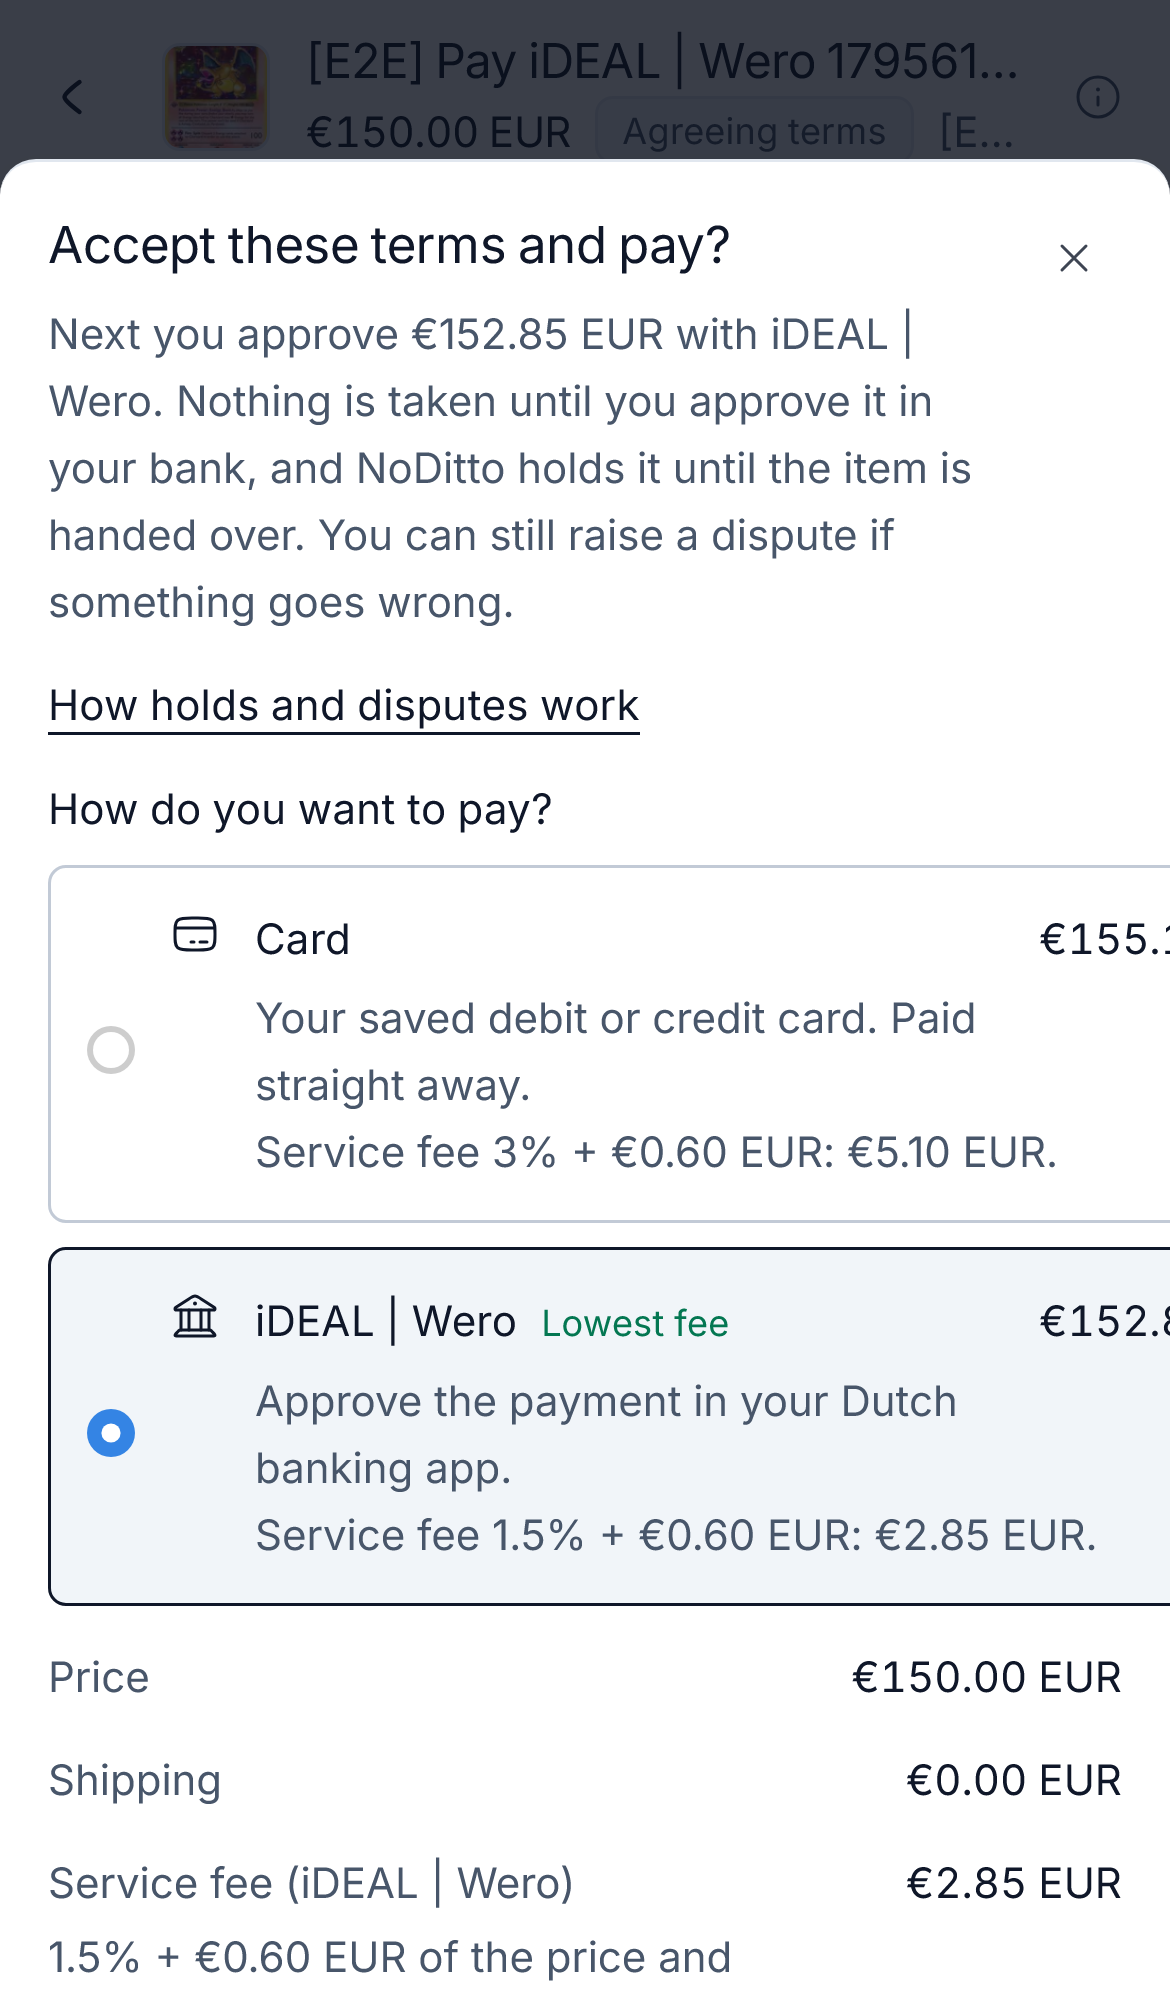 [E2E] Pay iDEAL | Wero 179561...
€150.00 EUR Agreeing terms [E...
Accept these terms and pay?
Next you approve €152.85 EUR with iDEAL |
Wero. Nothing is taken until you approve it in
your bank, and NoDitto holds it until the item is
handed over. You can still raise a dispute if
something goes wrong.
How holds and disputes work
How do you want to pay?
Card €155.1
Your saved debit or credit card. Paid
straight away.
Service fee 3% + €0.60 EUR: €5.10 EUR.
iDEAL | Wero Lowest fee €152.8
Approve the payment in your Dutch
banking app.
Service fee 1.5% + €0.60 EUR: €2.85 EUR.
Price €150.00 EUR
Shipping €0.00 EUR
Service fee (iDEAL | Wero) €2.85 EUR
1.5% + €0.60 EUR of the price and